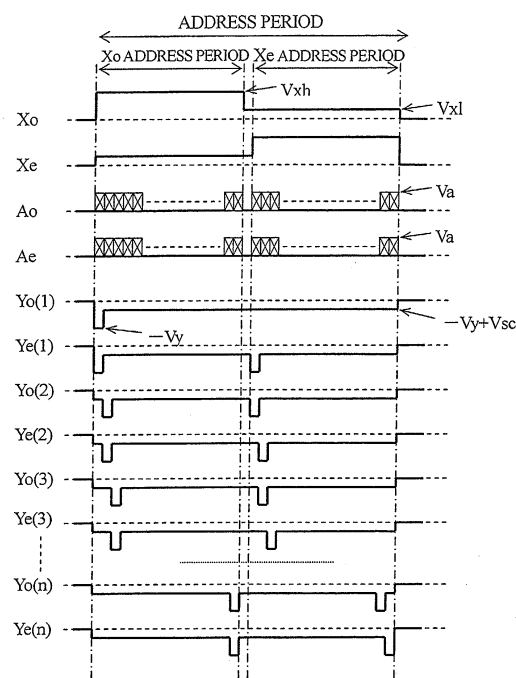 ADDRESS PERIOD
Xo ADDRESS PERIOD Xe ADDRESS PERIOD
Vxh
Xo
Vxl
Xe
Va
Ao
Va
Ae
Yo(1)
−Vy
−Vy+Vsc
Ye(1)
Yo(2)
Ye(2)
Yo(3)
Ye(3)
Yo(n)
Ye(n)